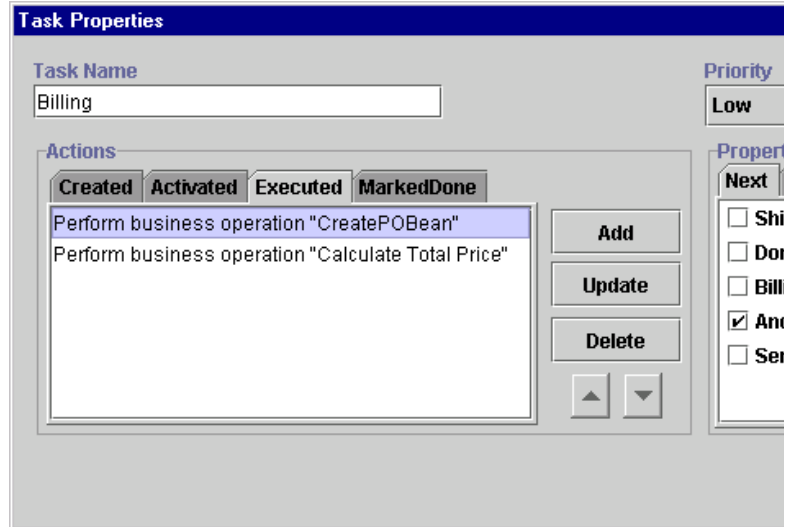 Task Properties
Task Name
Priority
Billing
Low
Actions
Created Activated Executed MarkedDone
Next
Perform business operation "CreatePOBean"
Perform business operation "Calculate Total Price"
Add
Update
Delete